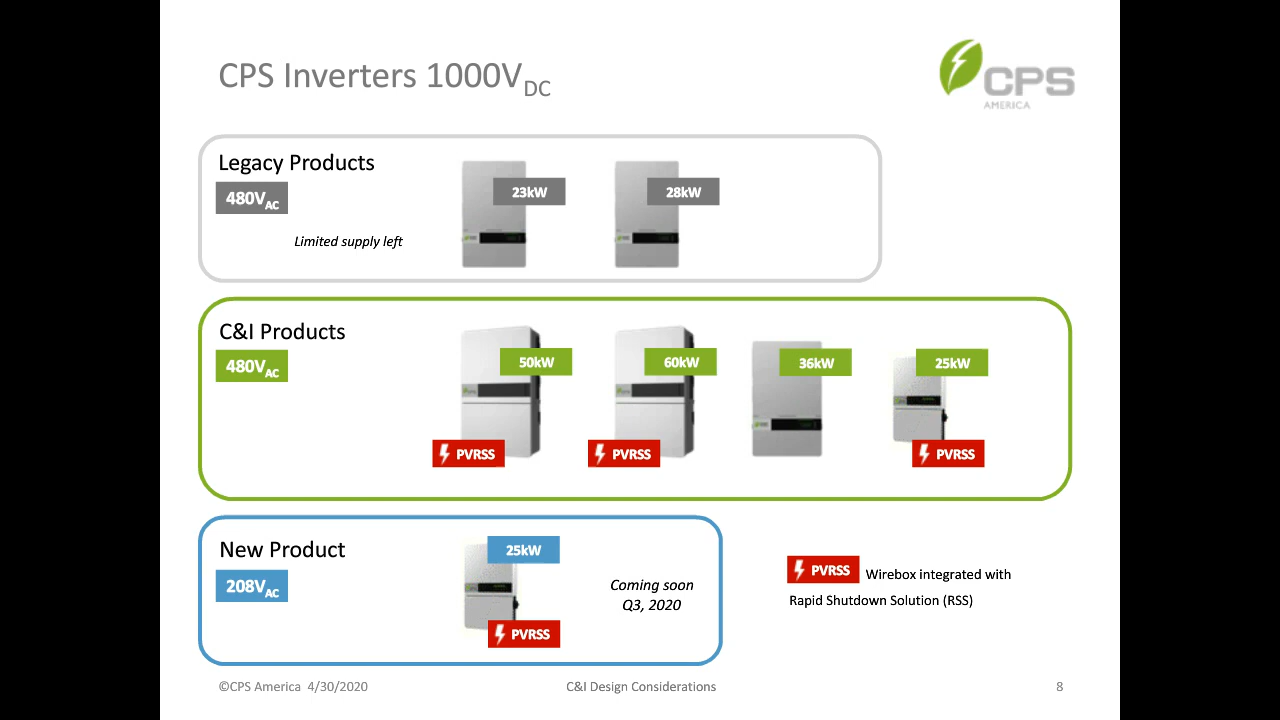 CPS Inverters 1000VDC
CPS
AMERICA
Legacy Products
480VAC
Limited supply left
23kW
28kW
C&I Products
480VAC
50kW
60kW
36kW
25kW
PVRSS
PVRSS
PVRSS
New Product
208VAC
25kW
PVRSS
Coming soon
Q3, 2020
PVRSS Wirebox integrated with
Rapid Shutdown Solution (RSS)
©CPS America 4/30/2020
C&I Design Considerations
8